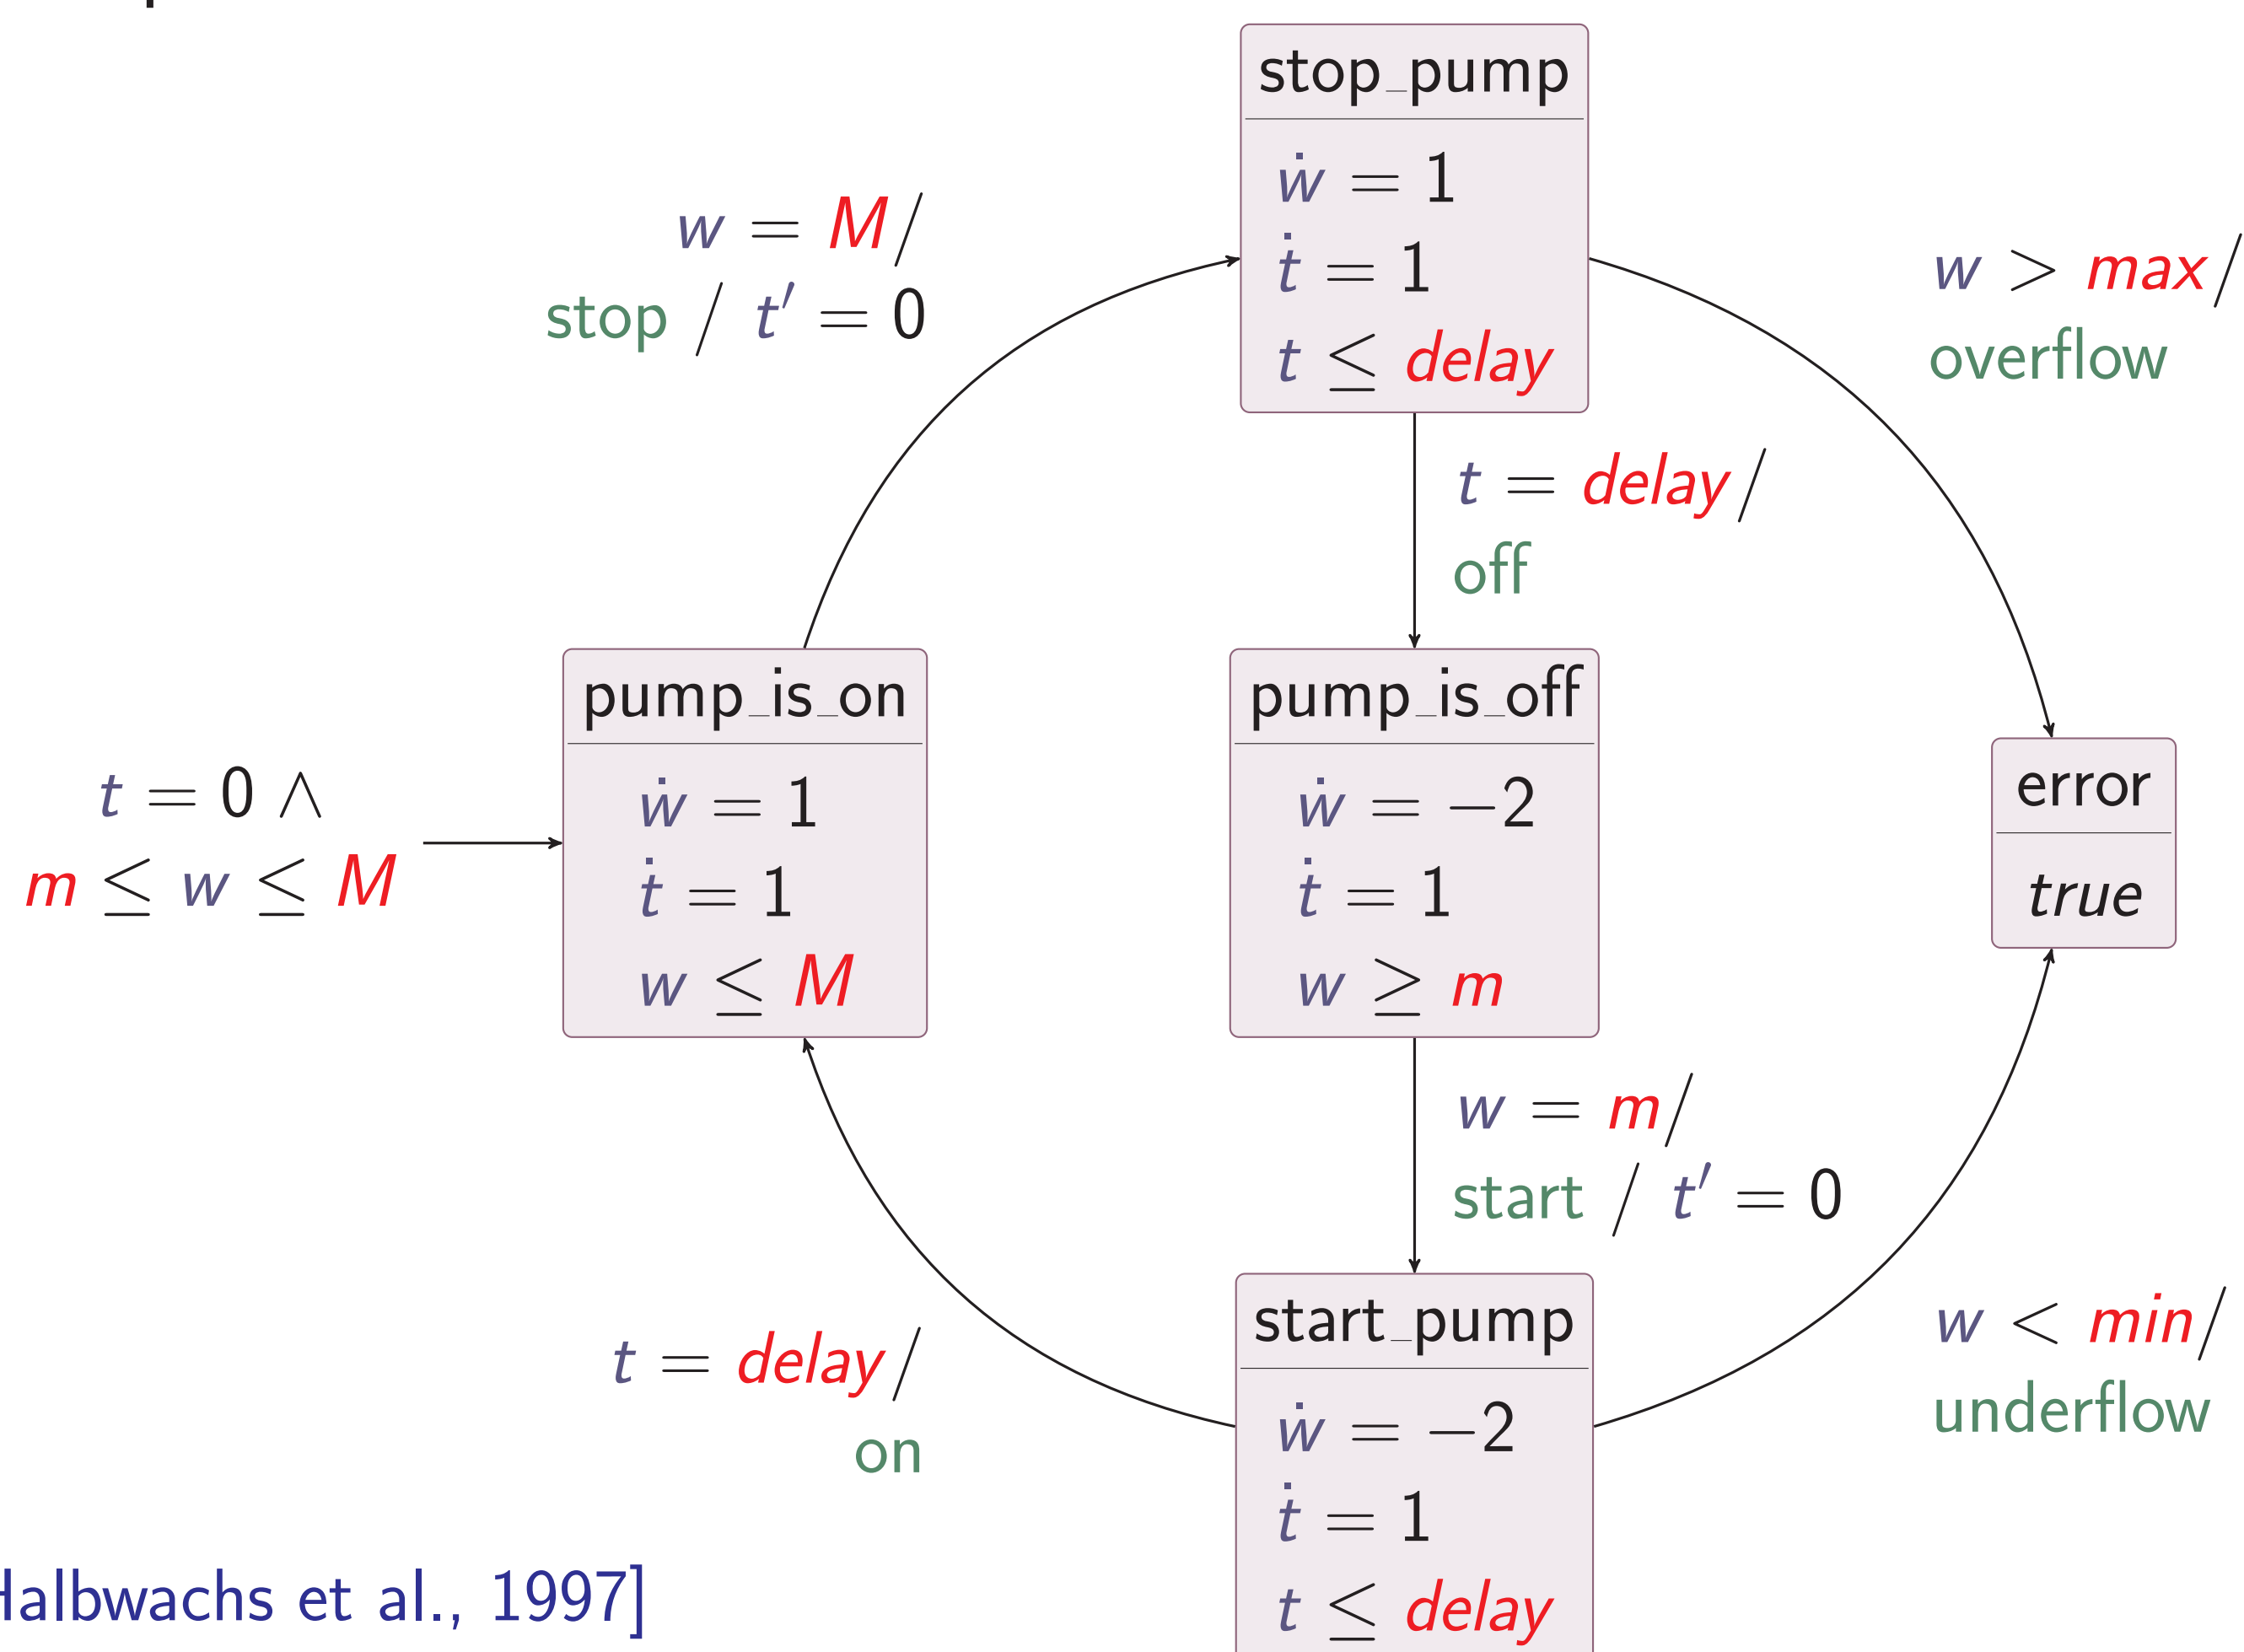 stop_pump
ẇ = 1
ṫ = 1
t ≤ delay
w = M/
stop / t′ = 0
w > max/
overflow
t = delay/
off
pump_is_on
ẇ = 1
ṫ = 1
w ≤ M
pump_is_off
ẇ = −2
ṫ = 1
w ≥ m
error
true
t = 0 ∧
m ≤ w ≤ M
w = m/
start / t′ = 0
start_pump
ẇ = −2
ṫ = 1
t ≤ delay
w < min/
underflow
t = delay/
on
Halbwachs et al., 1997]